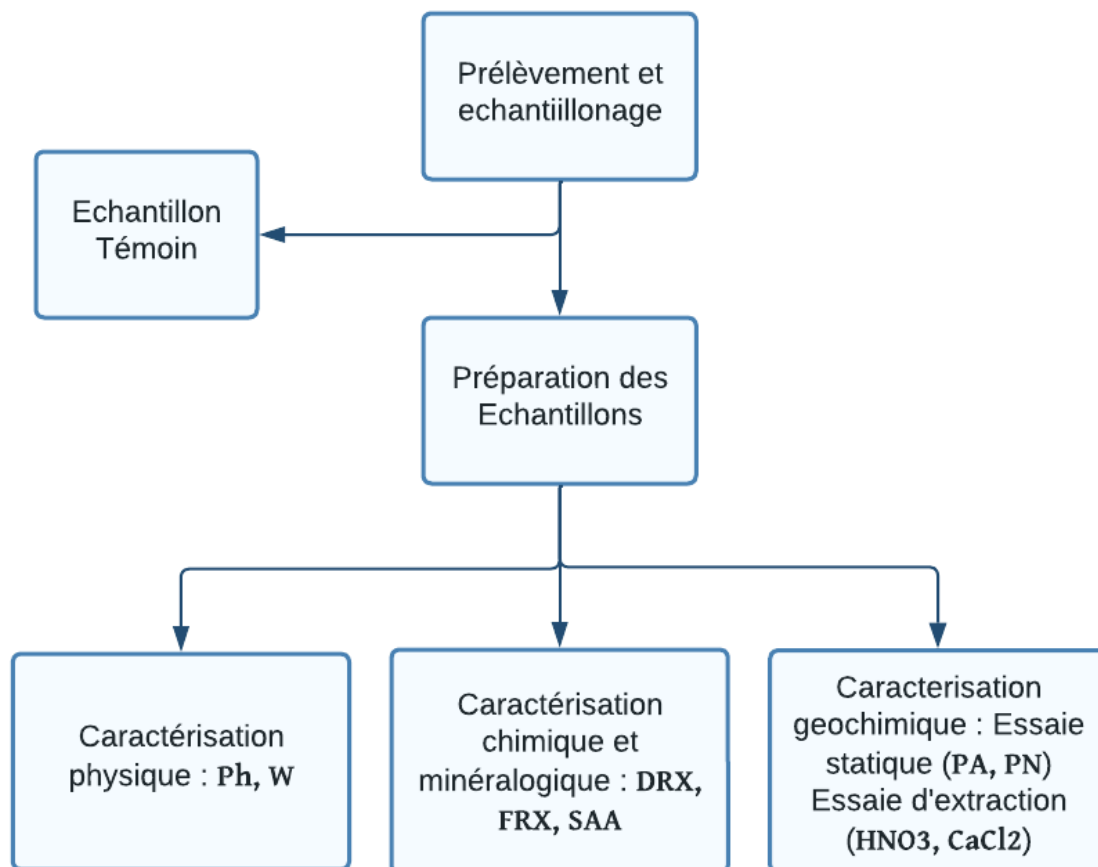 Prélèvement et
echantiillonage
Echantillon
Témoin
Préparation des
Echantillons
Caractérisation
physique : Ph, W
Caractérisation
chimique et
minéralogique : DRX,
FRX, SAA
Caracterisation
geochimique : Essaie
statique (PA, PN)
Essaie d'extraction
(HNO3, CaCl2)